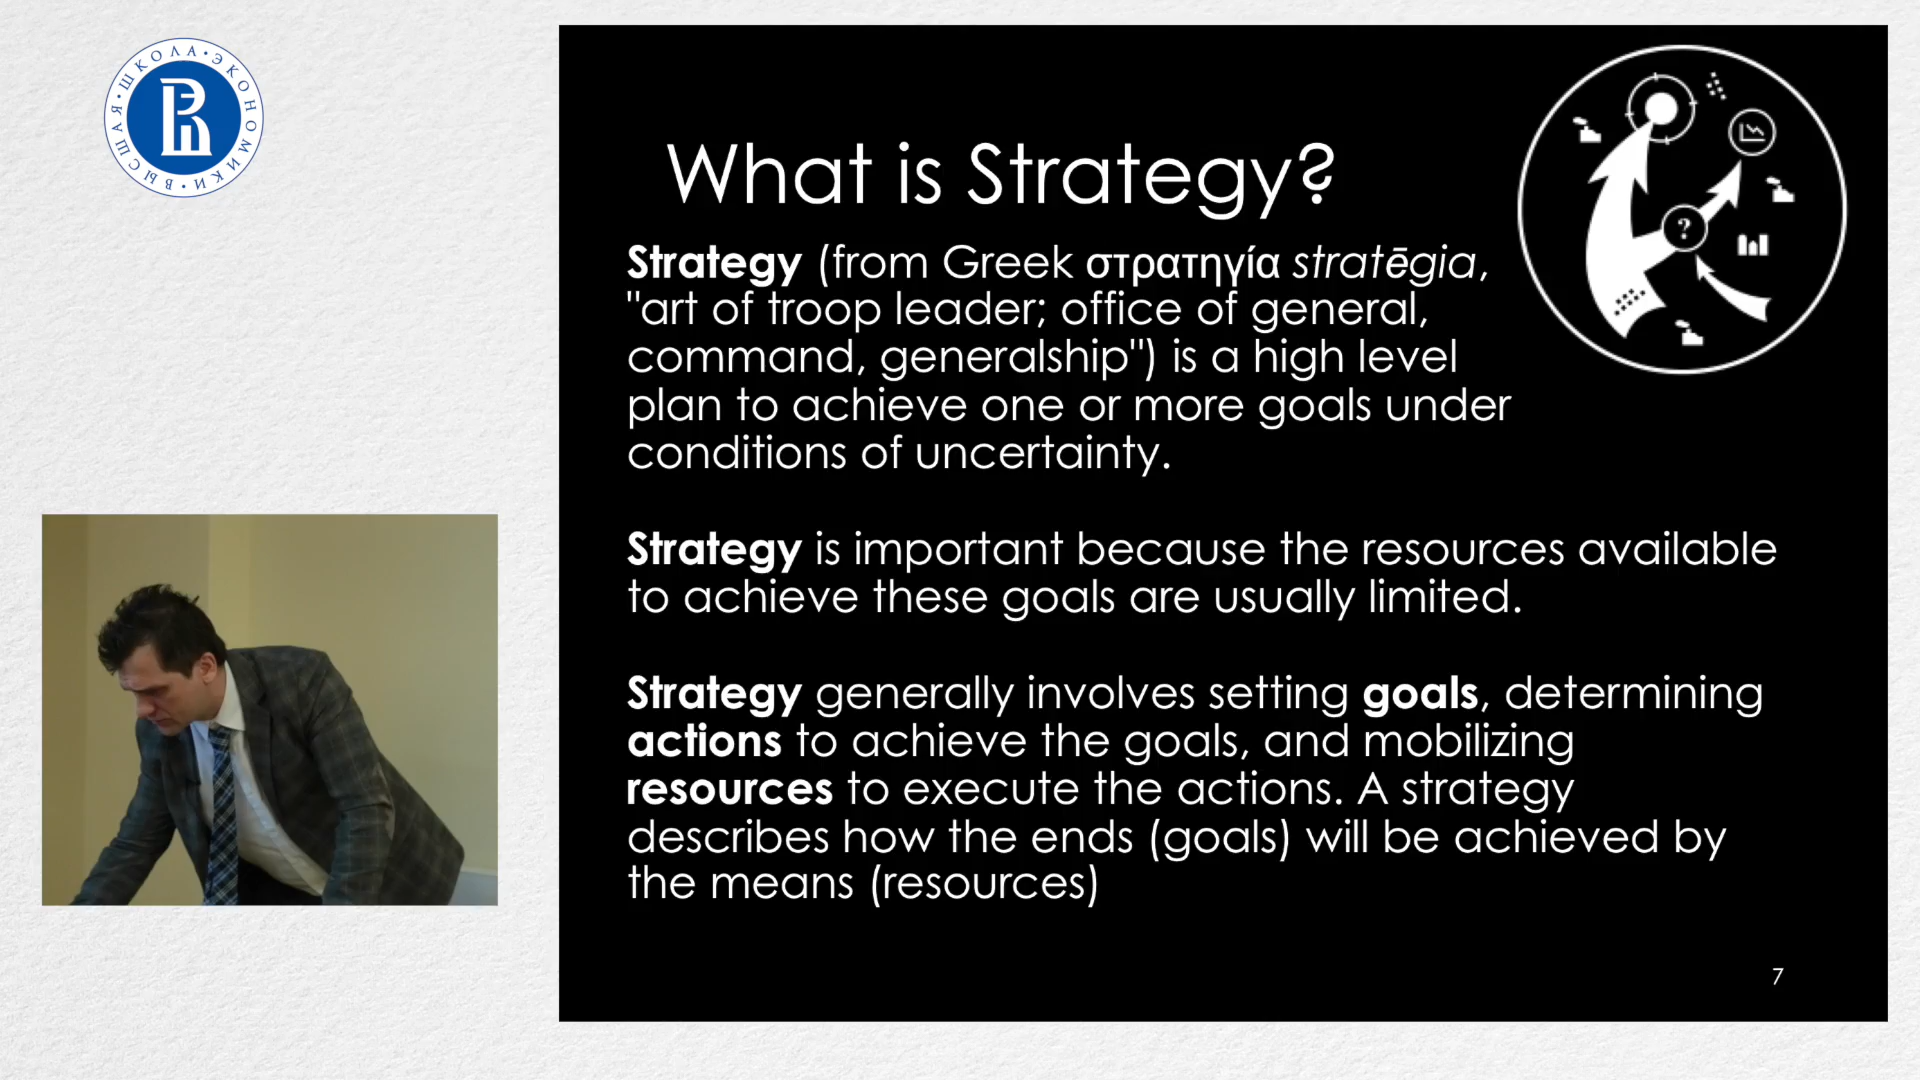 ВЫСШАЯ • ШКОЛА • ЭКОНОМИКИ •
What is Strategy?
Strategy (from Greek στρατηγία stratēgia,
"art of troop leader; office of general,
command, generalship") is a high level
plan to achieve one or more goals under
conditions of uncertainty.
?
Strategy is important because the resources available
to achieve these goals are usually limited.
Strategy generally involves setting goals, determining
actions to achieve the goals, and mobilizing
resources to execute the actions. A strategy
describes how the ends (goals) will be achieved by
the means (resources)
7